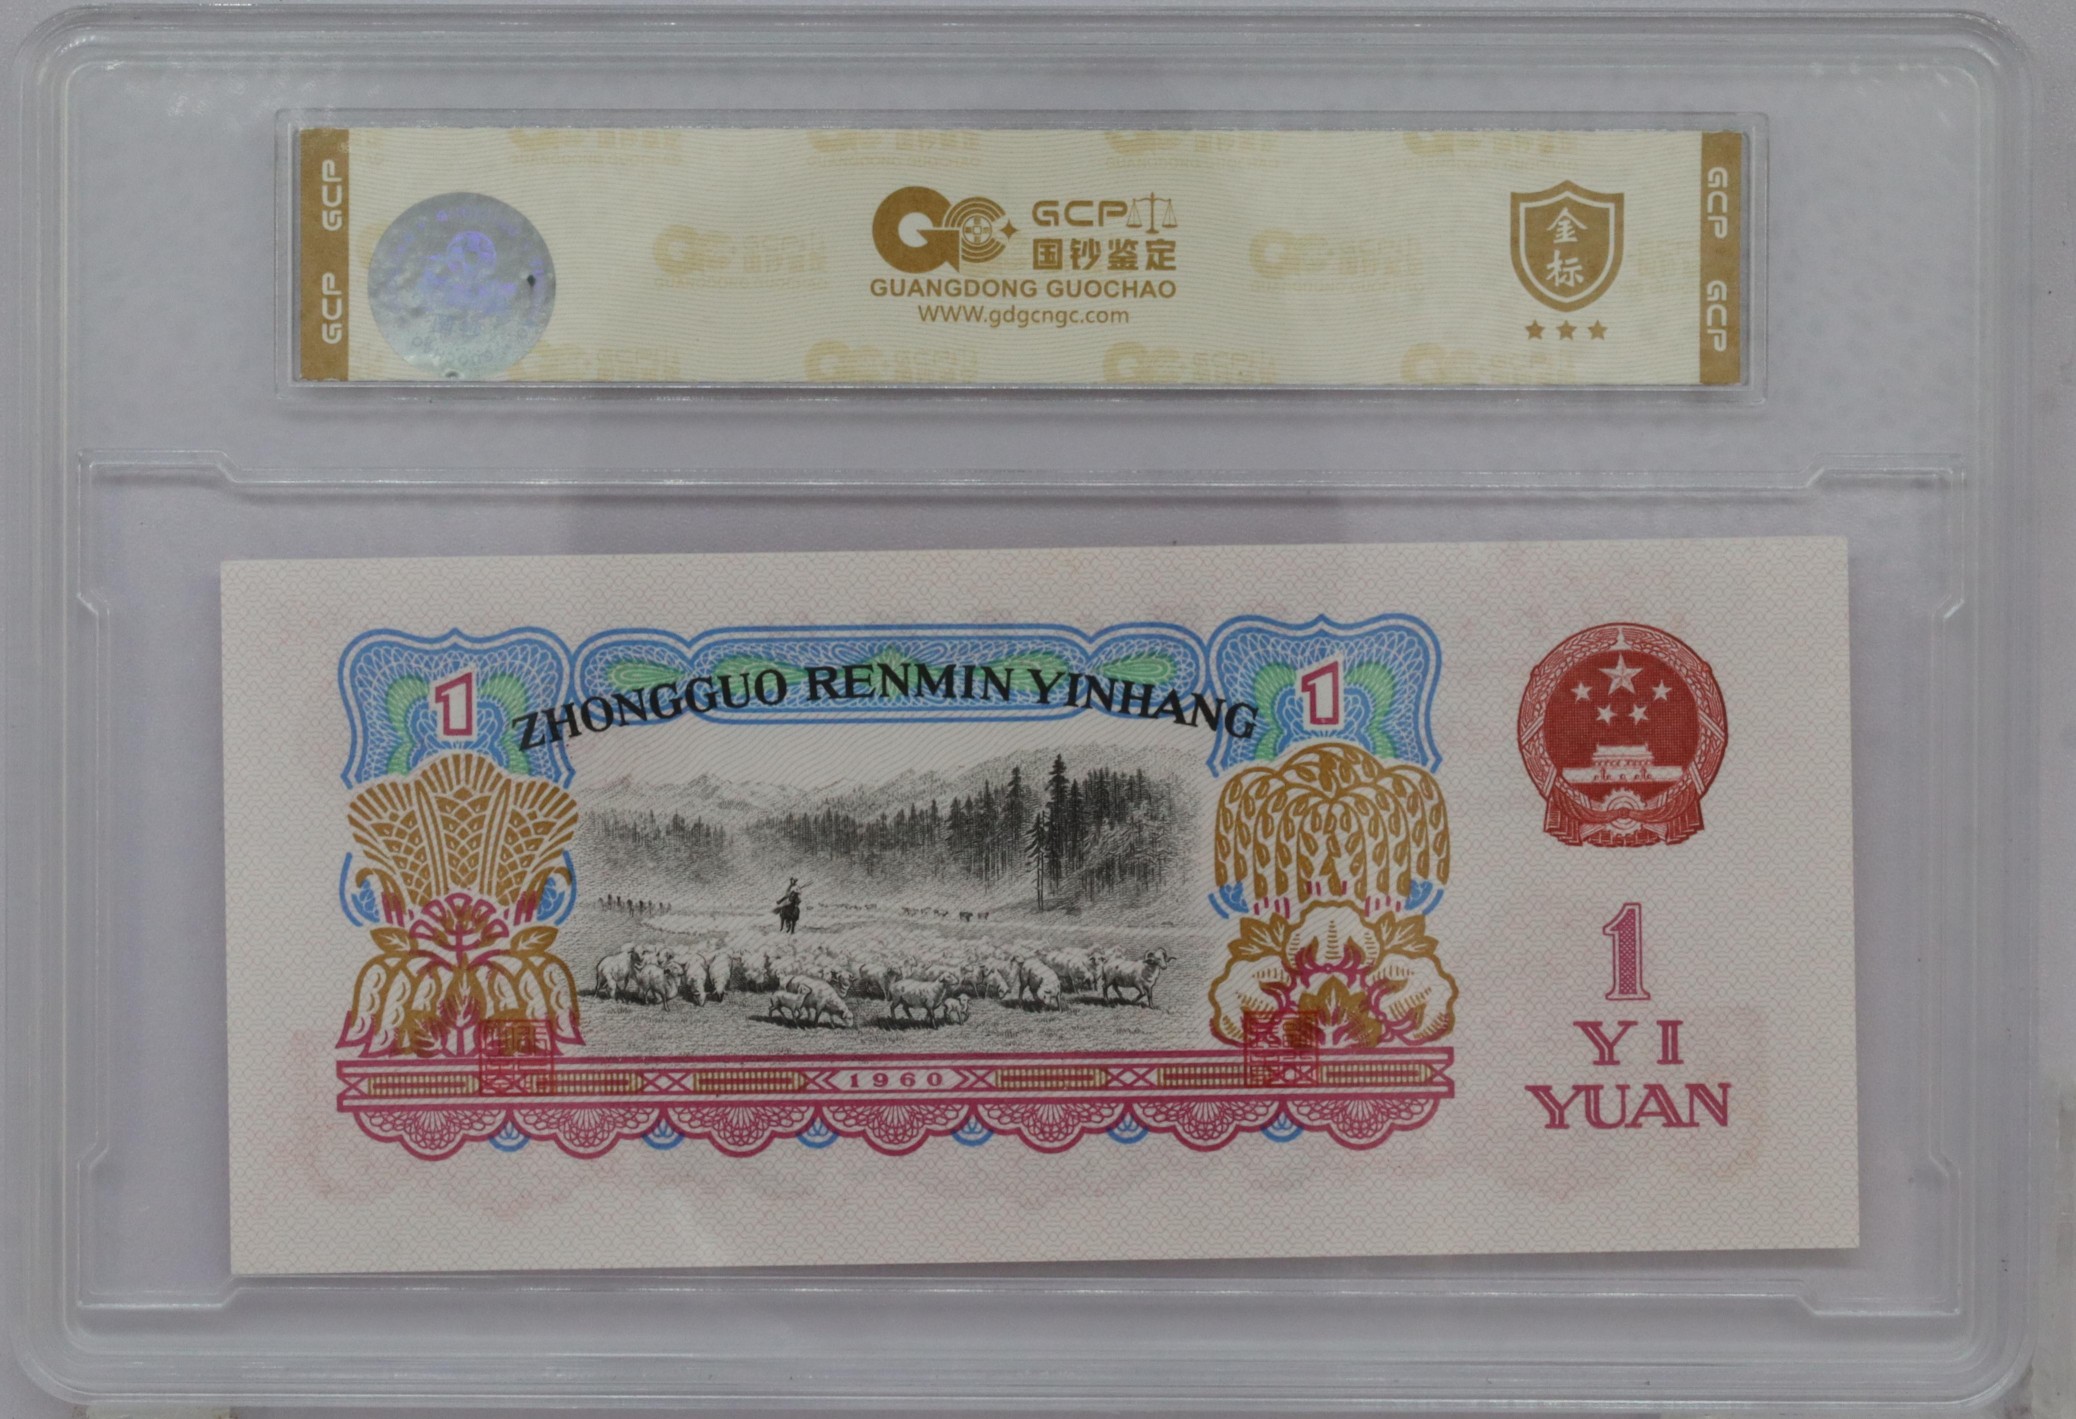 GCP GCP
GCP
国钞鉴定
GUANGDONG GUOCHAO
WWW.gdgcngc.com
金
标
GCP GCP
1
1
ZHONGGUO RENMIN YINHANG
1960
1
YI
YUAN